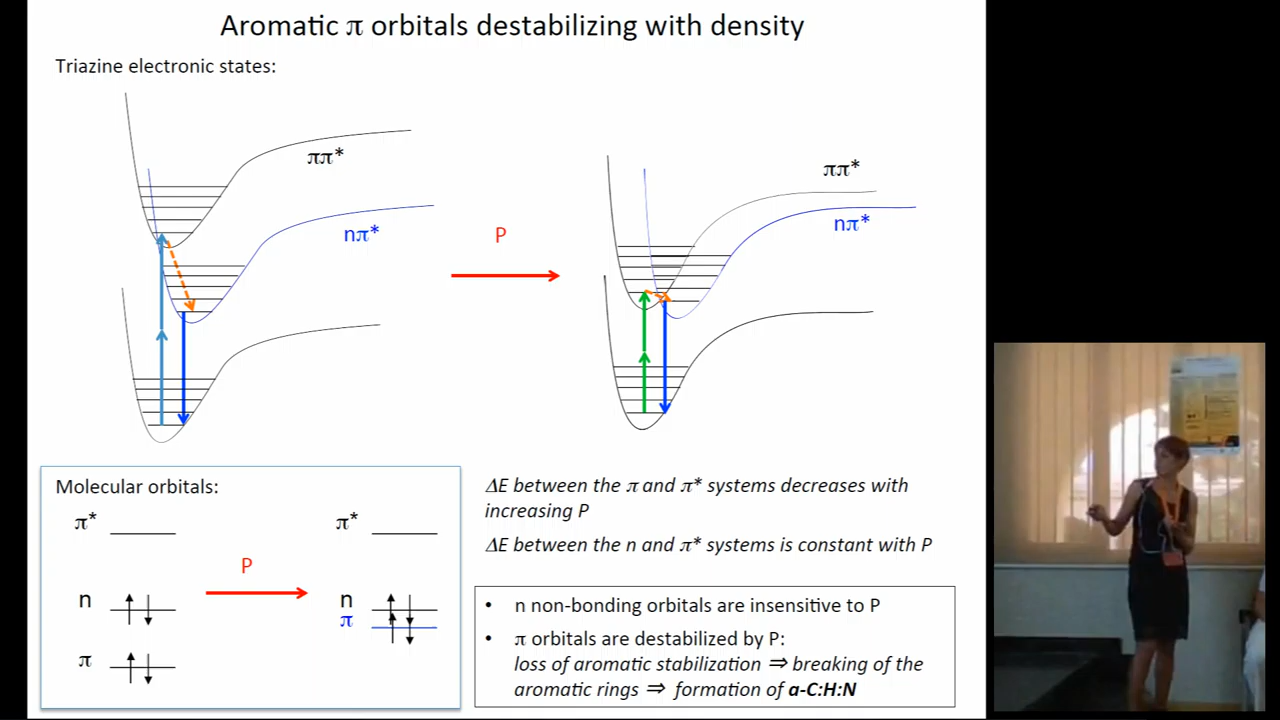 Aromatic π orbitals destabilizing with density
Triazine electronic states:
ππ*
nπ*
P
ππ*
nπ*
Molecular orbitals:
π*
n
π
P
π*
n
π
ΔE between the π and π* systems decreases with
increasing P
ΔE between the n and π* systems is constant with P
• n non-bonding orbitals are insensitive to P
• π orbitals are destabilized by P:
loss of aromatic stabilization ⇒ breaking of the
aromatic rings ⇒ formation of a-C:H:N